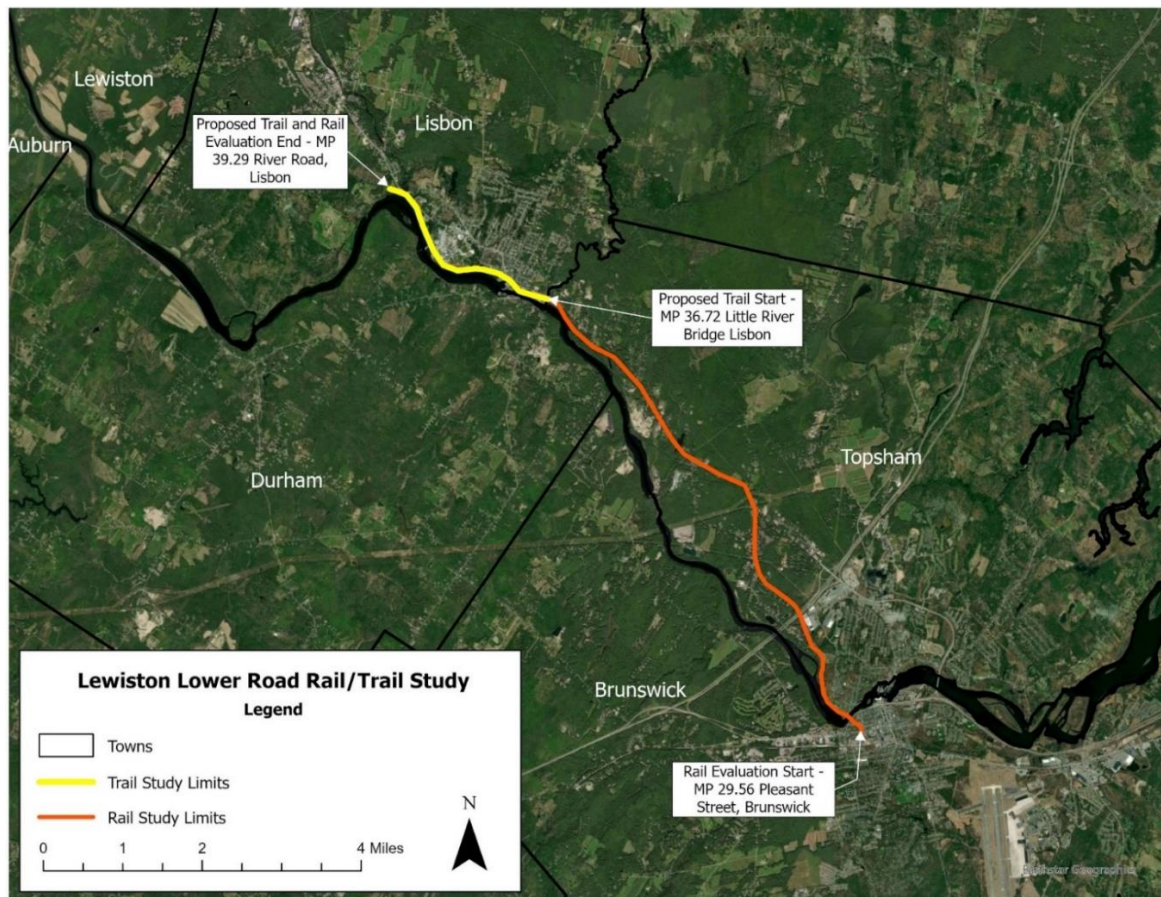 Lewiston
Auburn
Proposed Trail and Rail
Evaluation End - MP
39.29 River Road,
Lisbon
Lisbon
Proposed Trail Start -
MP 36.72 Little River
Bridge Lisbon
Durham
Topsham
Brunswick
Rail Evaluation Start -
MP 29.56 Pleasant
Street, Brunswick
Lewiston Lower Road Rail/Trail Study
Legend
Towns
Trail Study Limits
Rail Study Limits
N
0 1 2 4 Miles
Geographics